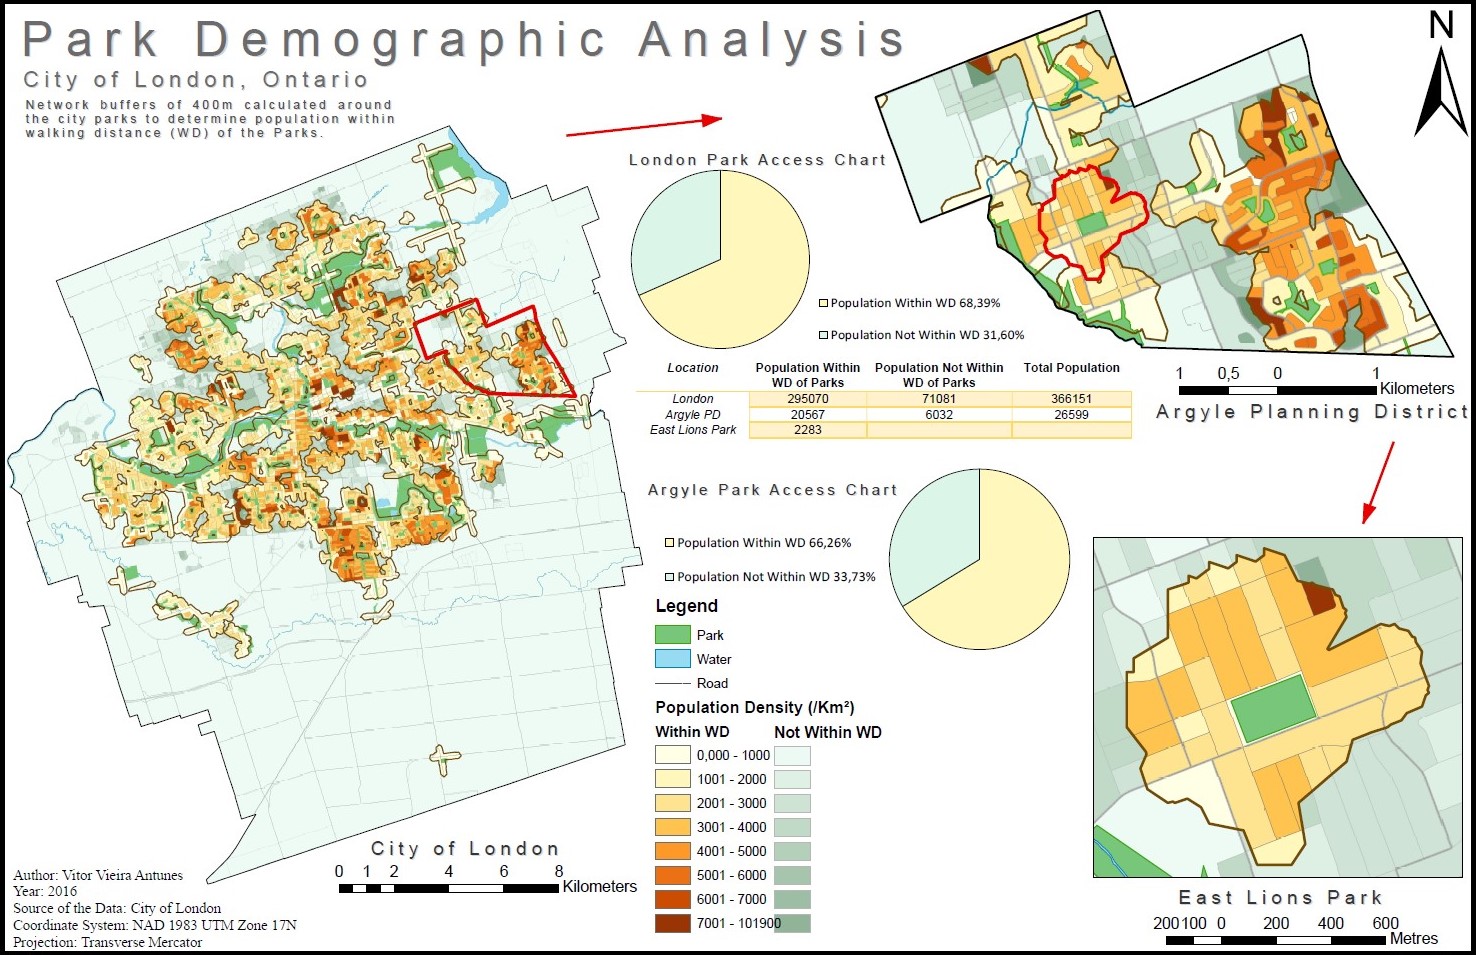 Park Demographic Analysis
City of London, Ontario
Network buffers of 400m calculated around
the city parks to determine population within
walking distance (WD) of the Parks.
N
London Park Access Chart
Population Within WD 68,39%
Population Not Within WD 31,60%
Location Population Within WD of Parks Population Not Within WD of Parks Total Population
London 295070 71081 366151
Argyle PD 20567 6032 26599
East Lions Park 2283
1 0,5 0 1
Kilometers
Argyle Planning District
Argyle Park Access Chart
Population Within WD 66,26%
Population Not Within WD 33,73%
Legend
Park
Water
Road
Population Density (/Km²)
Within WD Not Within WD
0,000 - 1000
1001 - 2000
2001 - 3000
3001 - 4000
4001 - 5000
5001 - 6000
6001 - 7000
7001 - 101900
City of London
0 1 2 4 6 8
Kilometers
East Lions Park
200 100 0 200 400 600
Metres
Author: Vitor Vieira Antunes
Year: 2016
Source of the Data: City of London
Coordinate System: NAD 1983 UTM Zone 17N
Projection: Transverse Mercator